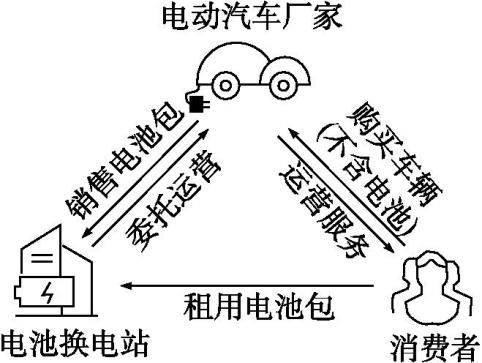 电动汽车厂家
销售电池包
委托运营
购买车辆
(不含电池)
运营服务
租用电池包
电池换电站
消费者